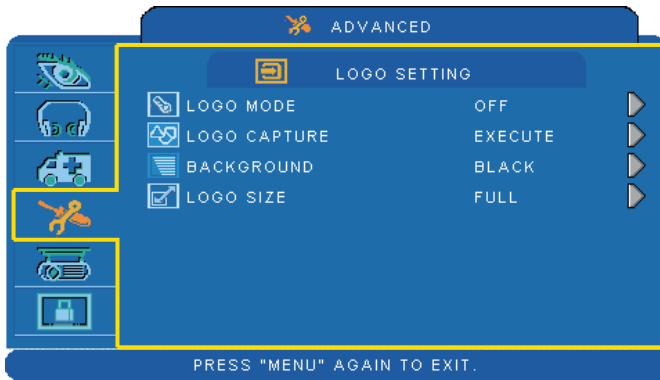 ADVANCED
LOGO SETTING
LOGO MODE OFF
LOGO CAPTURE EXECUTE
BACKGROUND BLACK
LOGO SIZE FULL
PRESS "MENU" AGAIN TO EXIT.